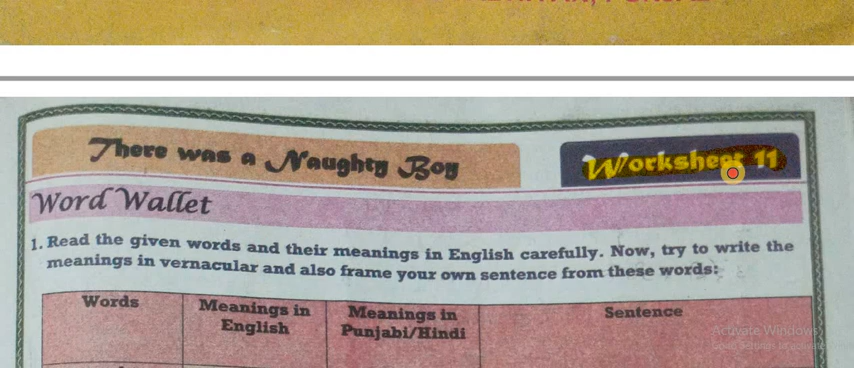 There was a Naughty Boy
Worksheet 11
Word Wallet
1. Read the given words and their meanings in English carefully. Now, try to write the
meanings in vernacular and also frame your own sentence from these words:
Words
Meanings in
English
Meanings in
Punjabi/Hindi
Sentence
Activate Windows